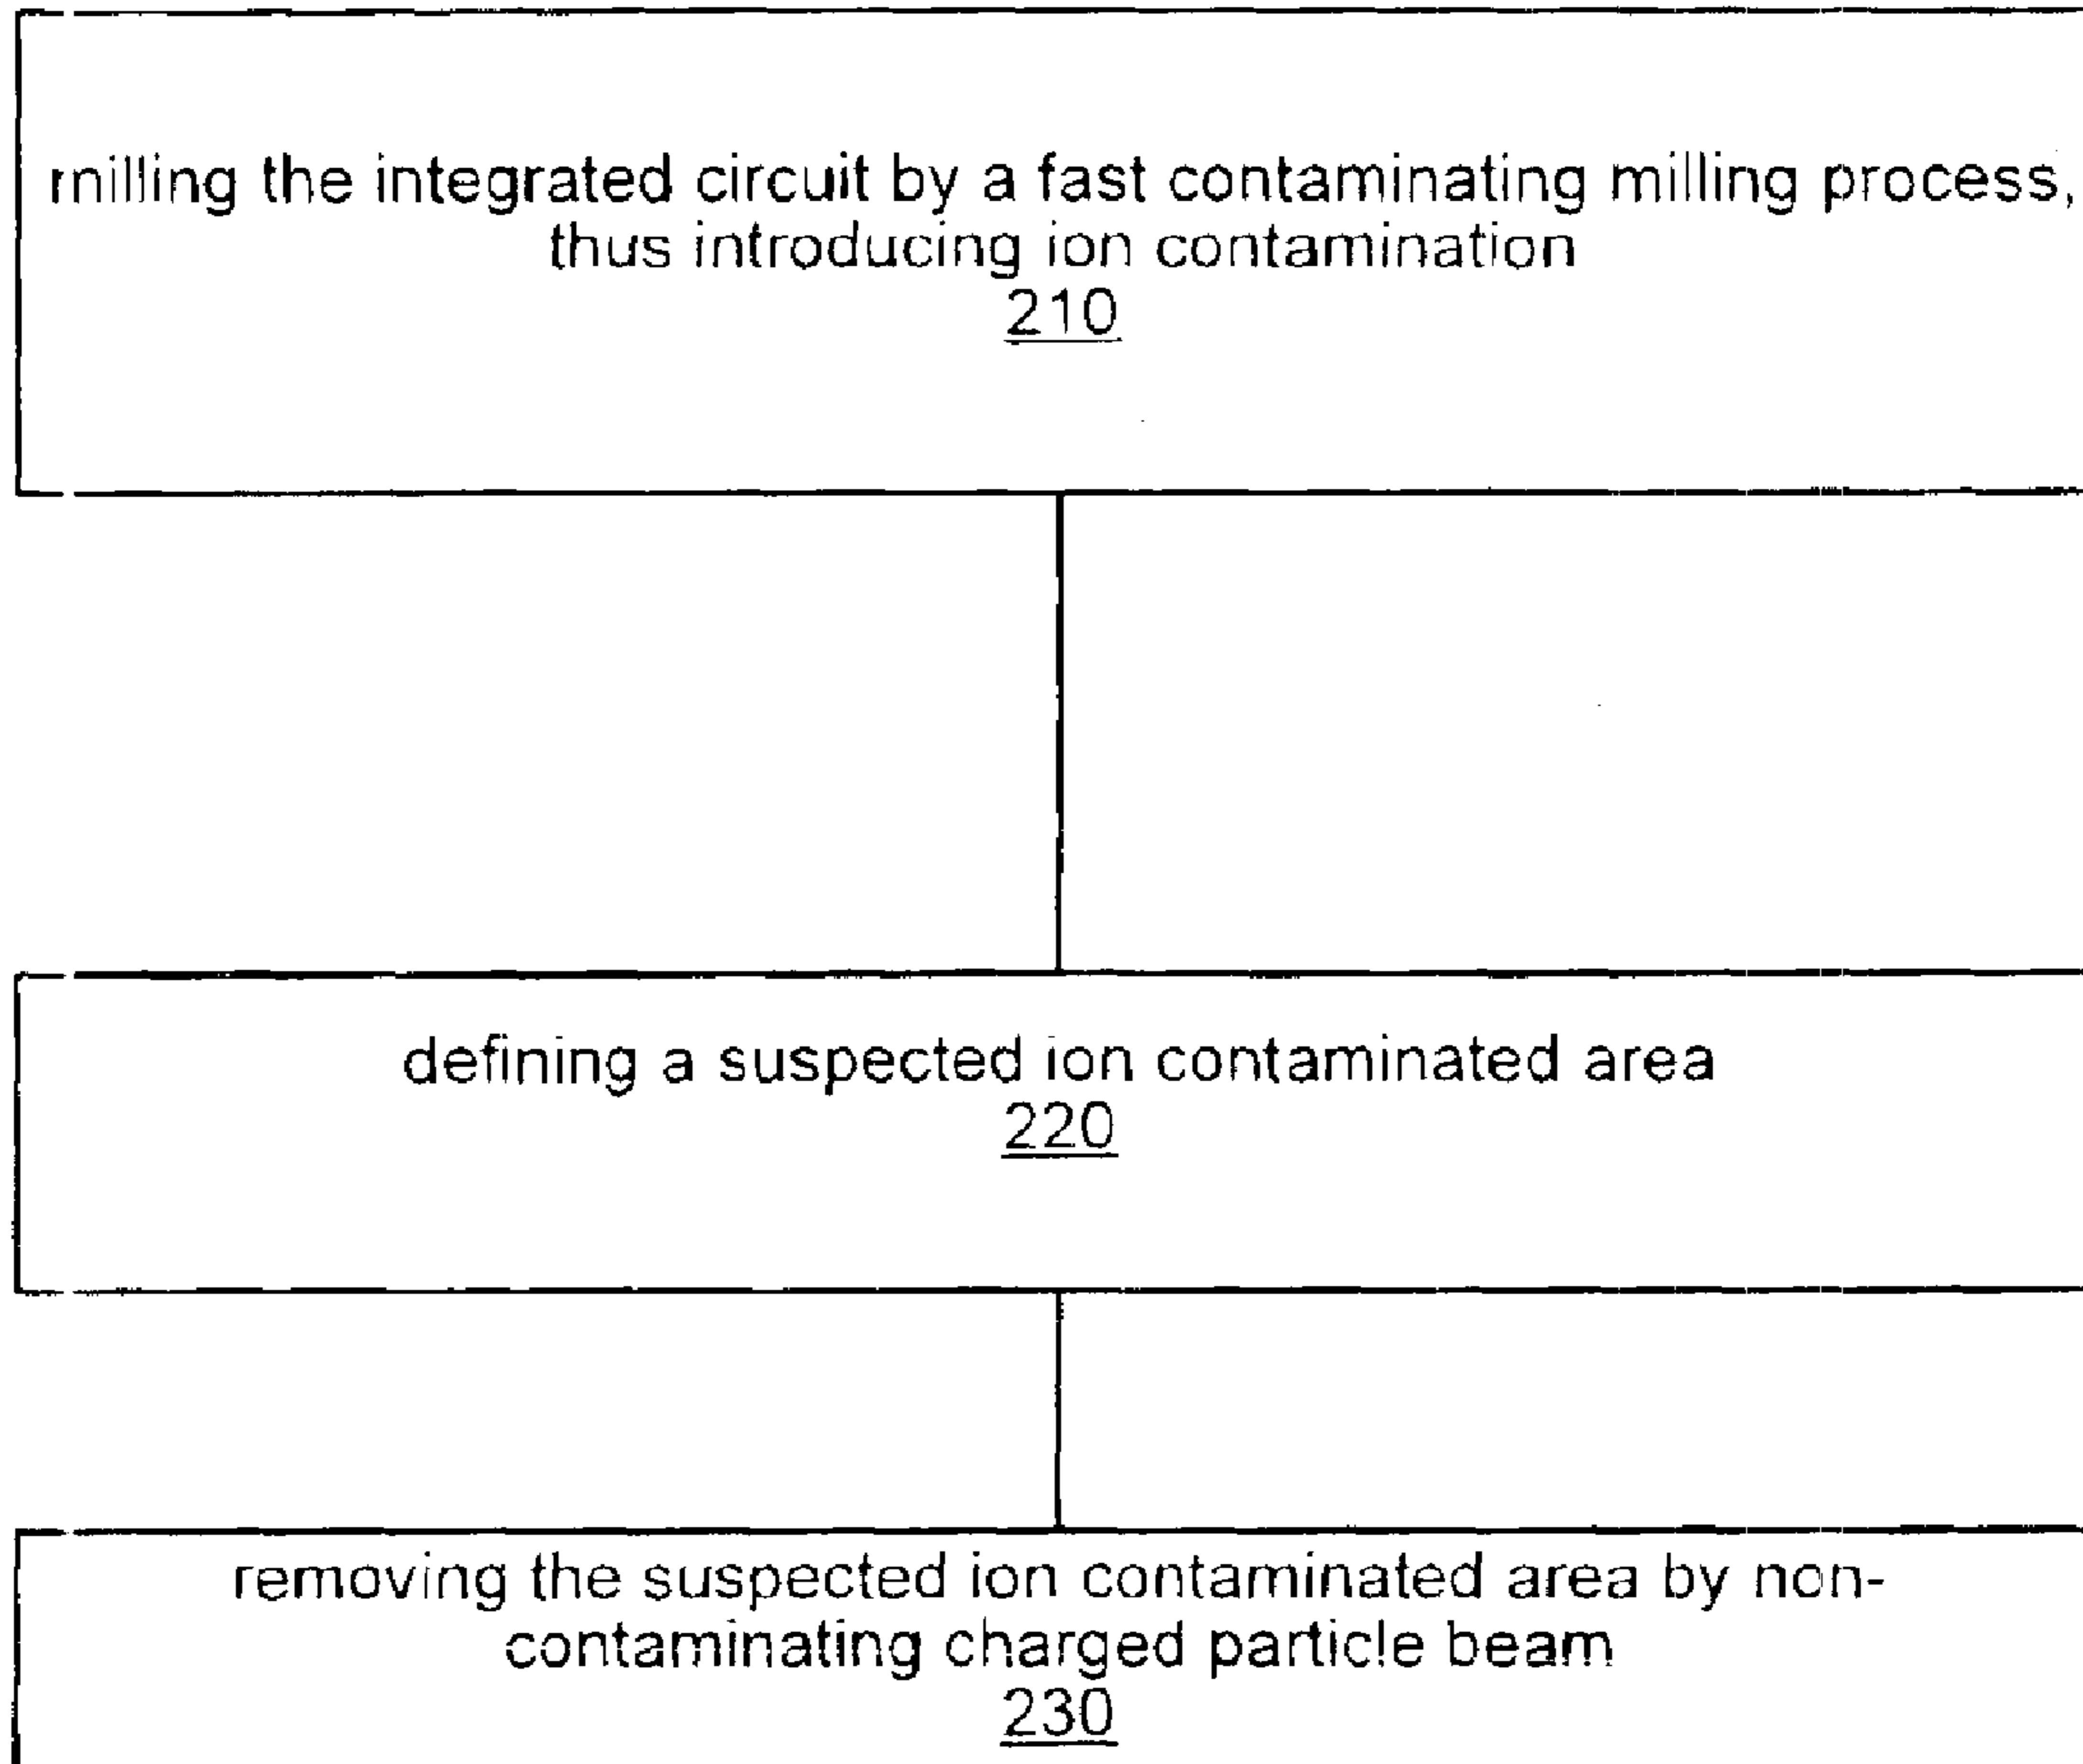 milling the integrated circuit by a fast contaminating milling process,
thus introducing ion contamination
210
defining a suspected ion contaminated area
220
removing the suspected ion contaminated area by non-
contaminating charged particle beam
230